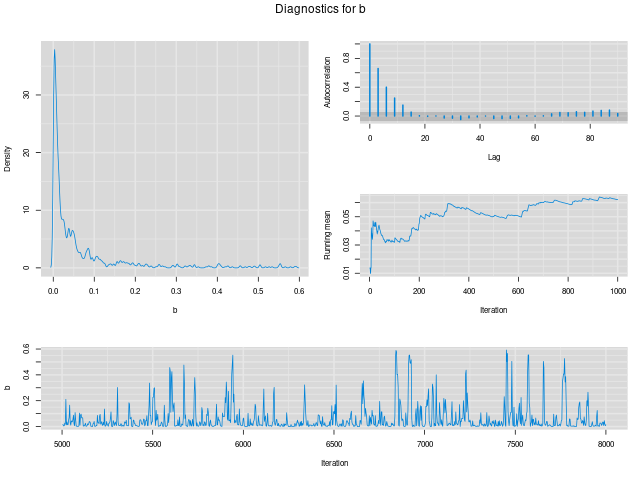 Diagnostics for b
Density
0 10 20 30
0.0 0.1 0.2 0.3 0.4 0.5 0.6
b
Autocorrelation
0.0 0.4 0.8
0 20 40 60 80
Lag
Running mean
0.01 0.03 0.05
0 200 400 600 800 1000
Iteration
b
0.0 0.2 0.4 0.6
5000 5500 6000 6500 7000 7500 8000
Iteration